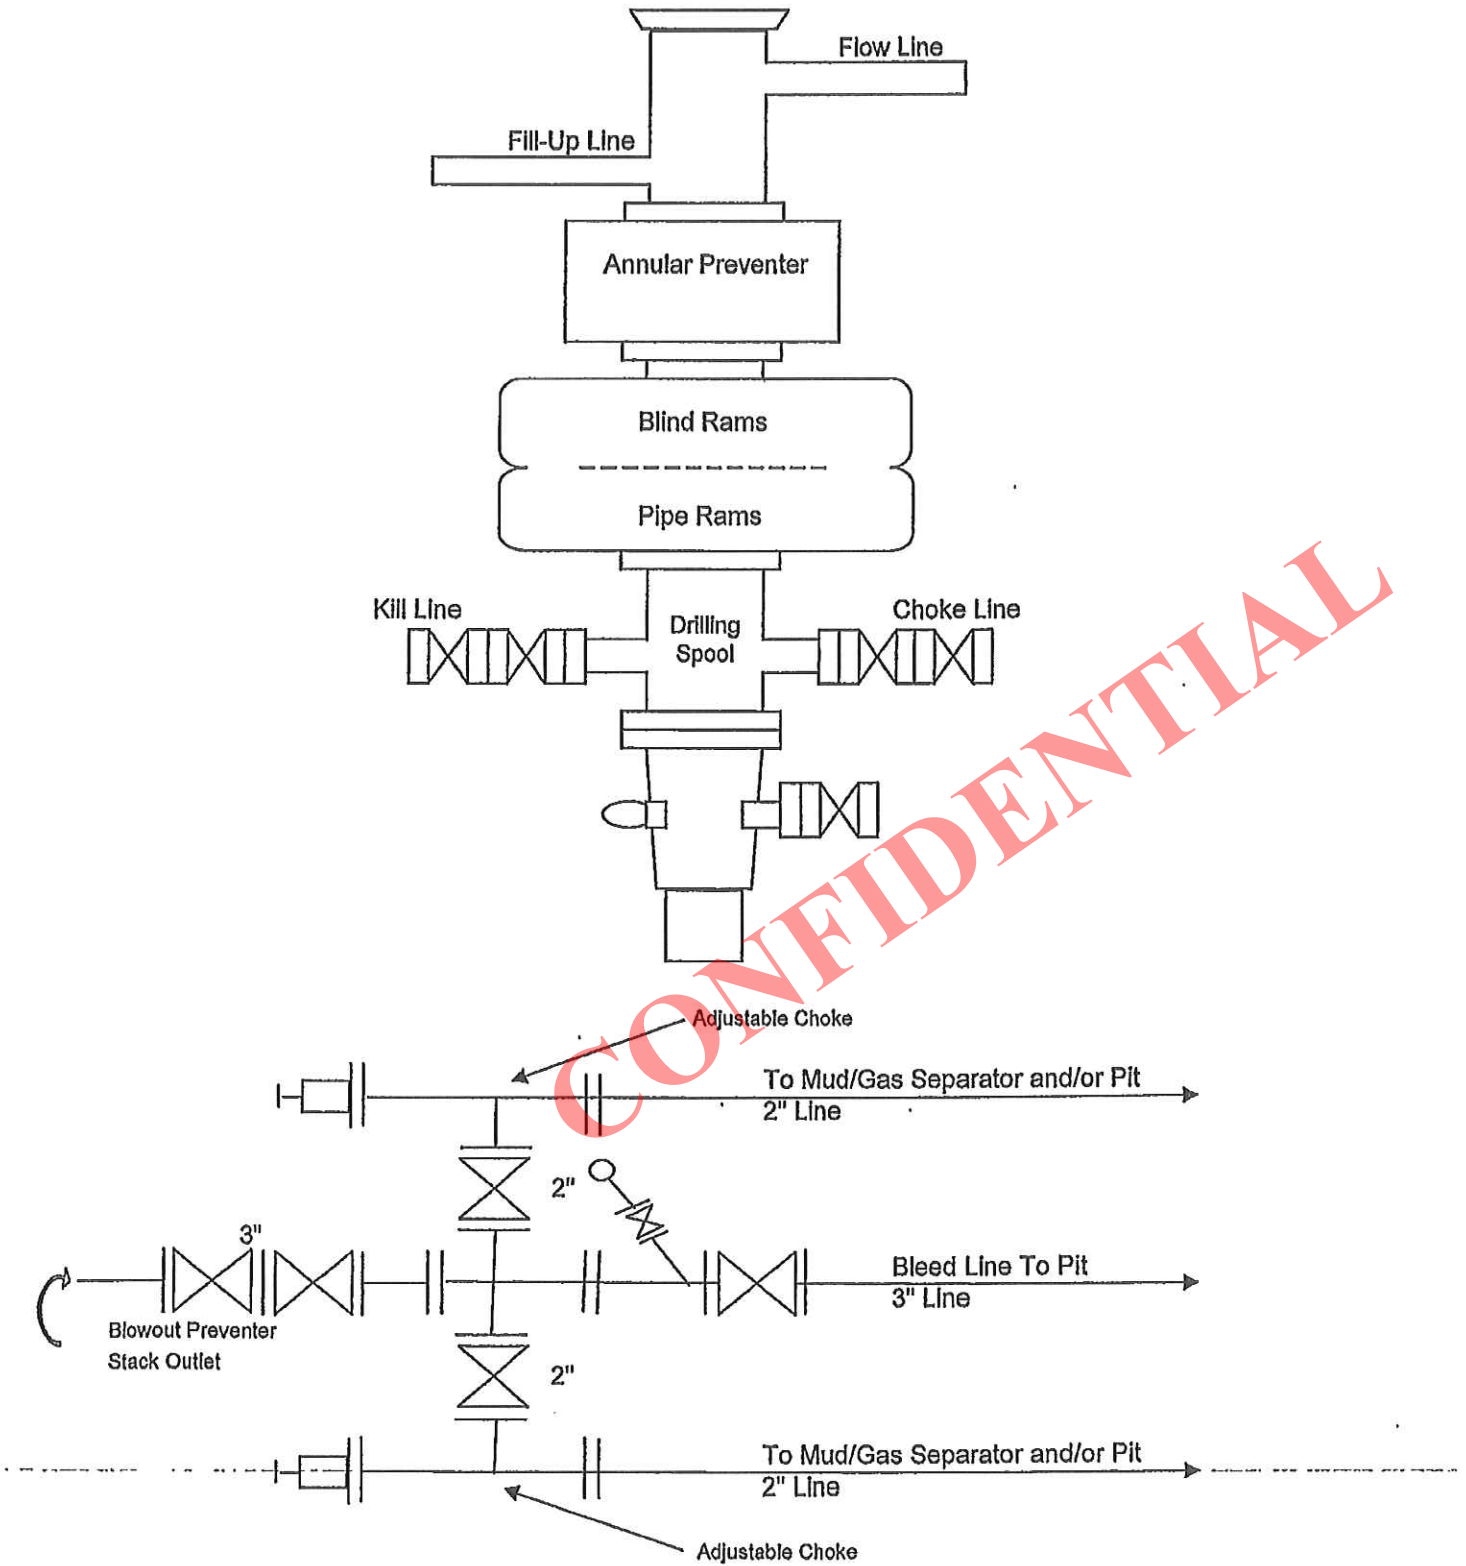 Flow Line
Fill-Up Line
Annular Preventer
Blind Rams
Pipe Rams
Kill Line
Choke Line
Drilling
Spool
CONFIDENTIAL
Adjustable Choke
To Mud/Gas Separator and/or Pit
2" Line
2"
3"
Bleed Line To Pit
3" Line
Blowout Preventer
Stack Outlet
2"
To Mud/Gas Separator and/or Pit
2" Line
Adjustable Choke